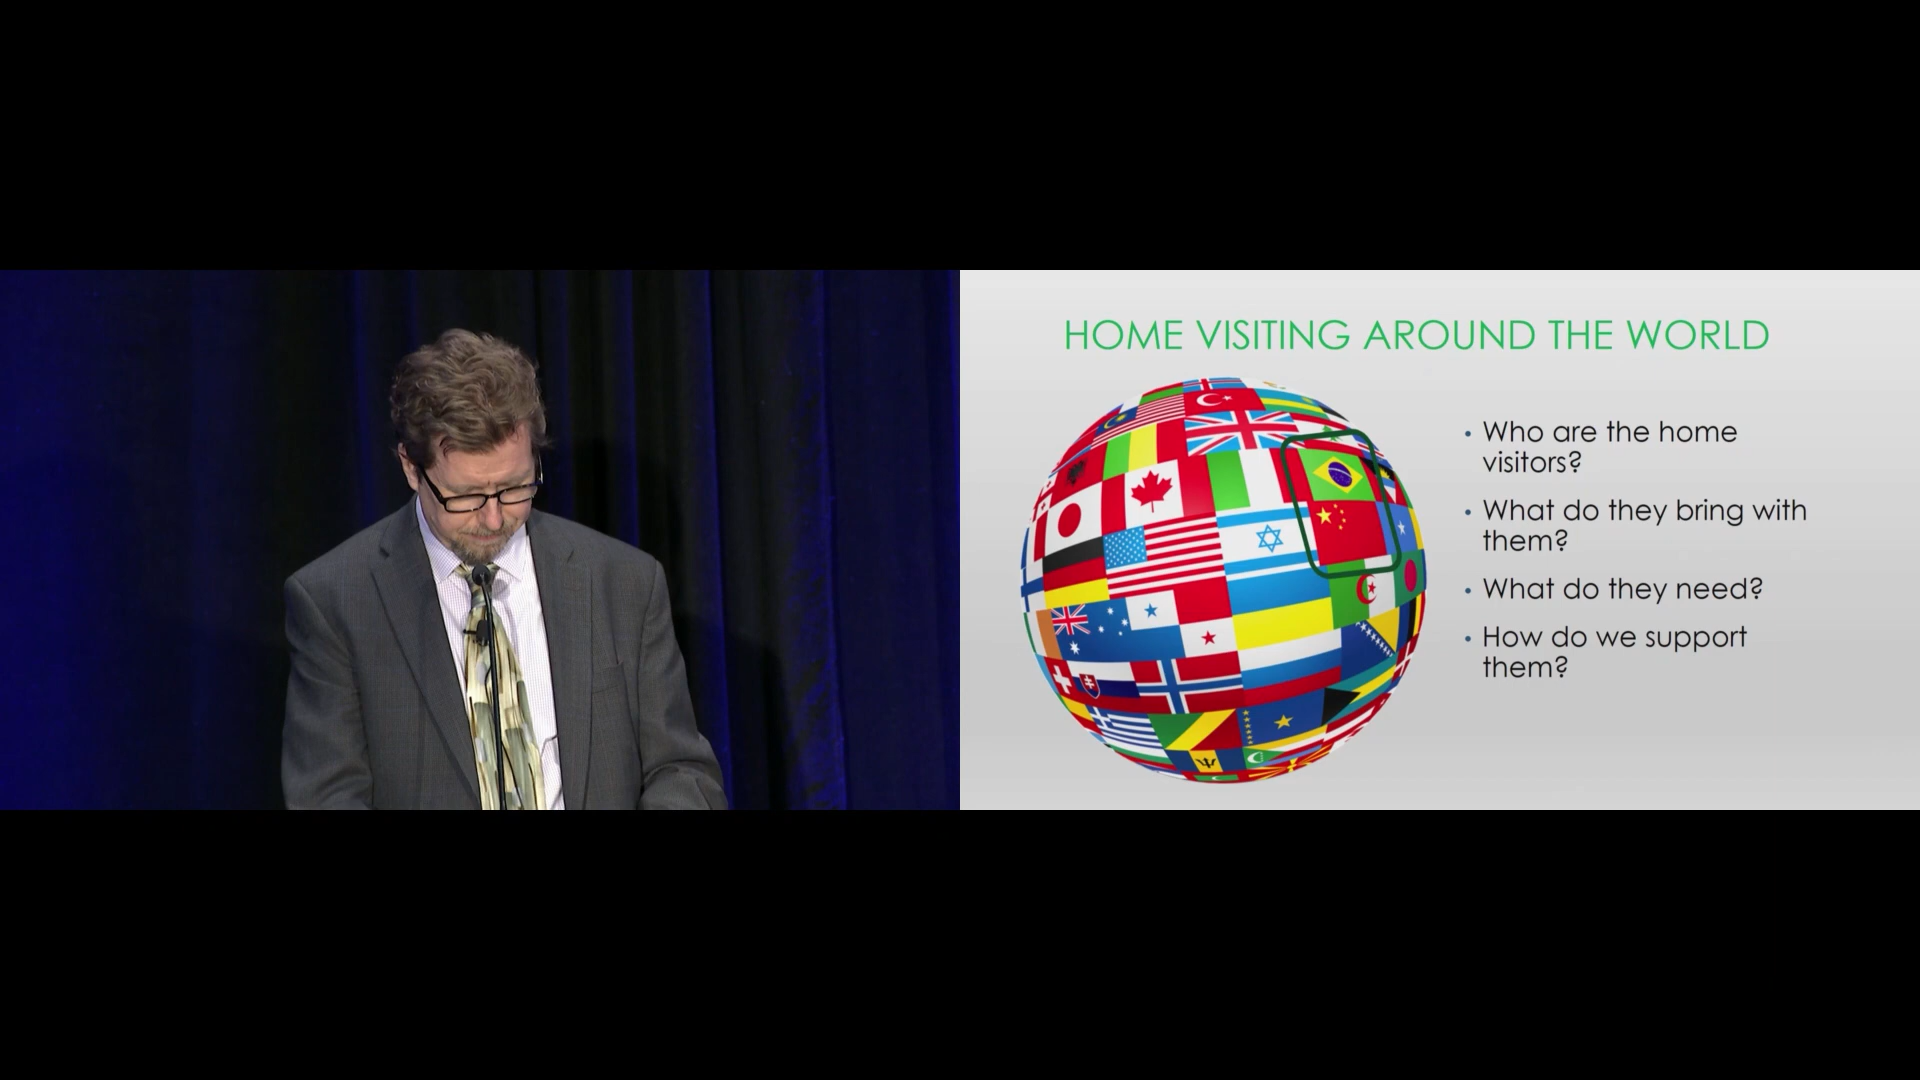 HOME VISITING AROUND THE WORLD
• Who are the home
visitors?
• What do they bring with
them?
• What do they need?
• How do we support
them?